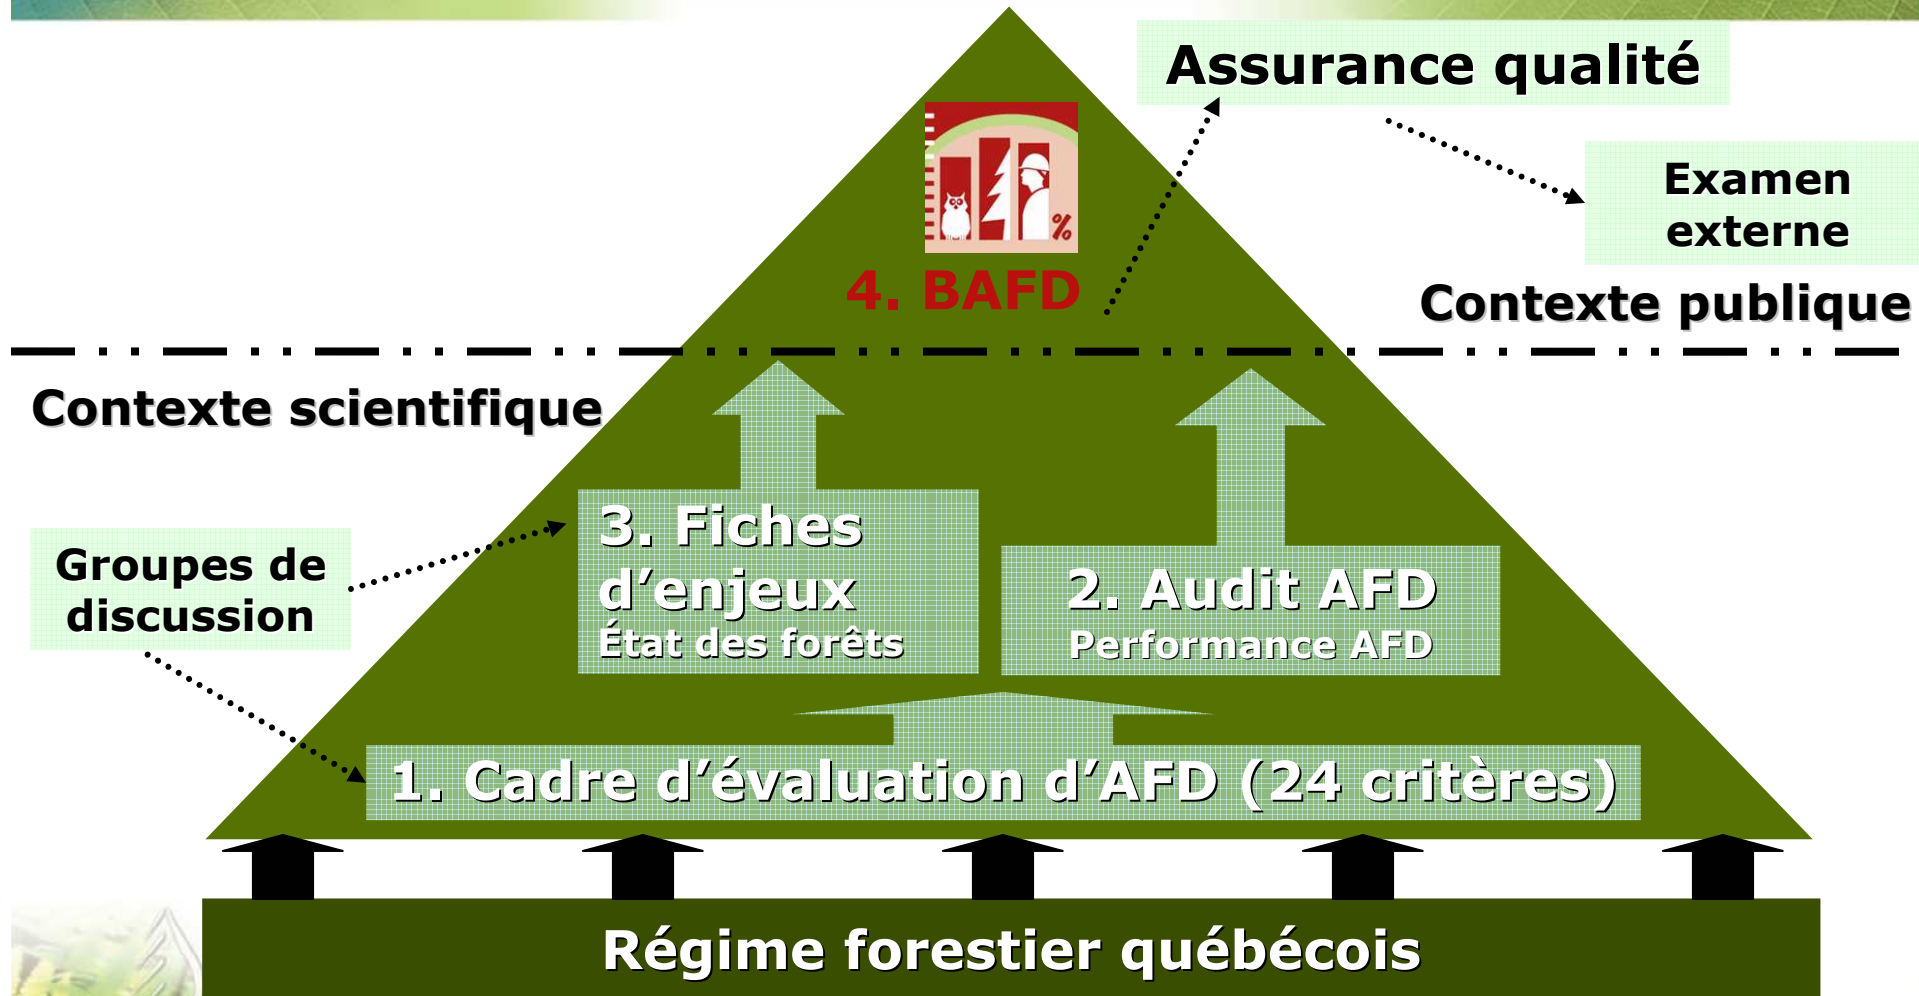 Assurance qualité
Examen
externe
%
4. BAFD
Contexte publique
Contexte scientifique
3. Fiches
d’enjeux
État des forêts
Groupes de
discussion
2. Audit AFD
Performance AFD
1. Cadre d’évaluation d’AFD (24 critères)
Régime forestier québécois